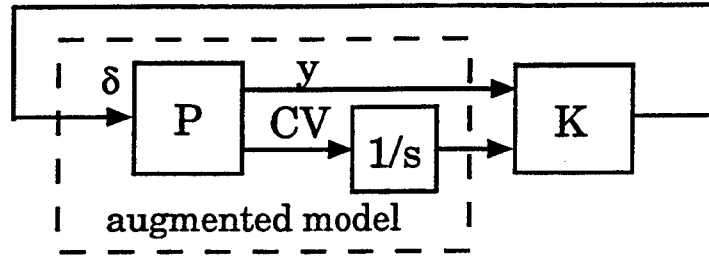 δ
y
P
CV
1/s
K
augmented model